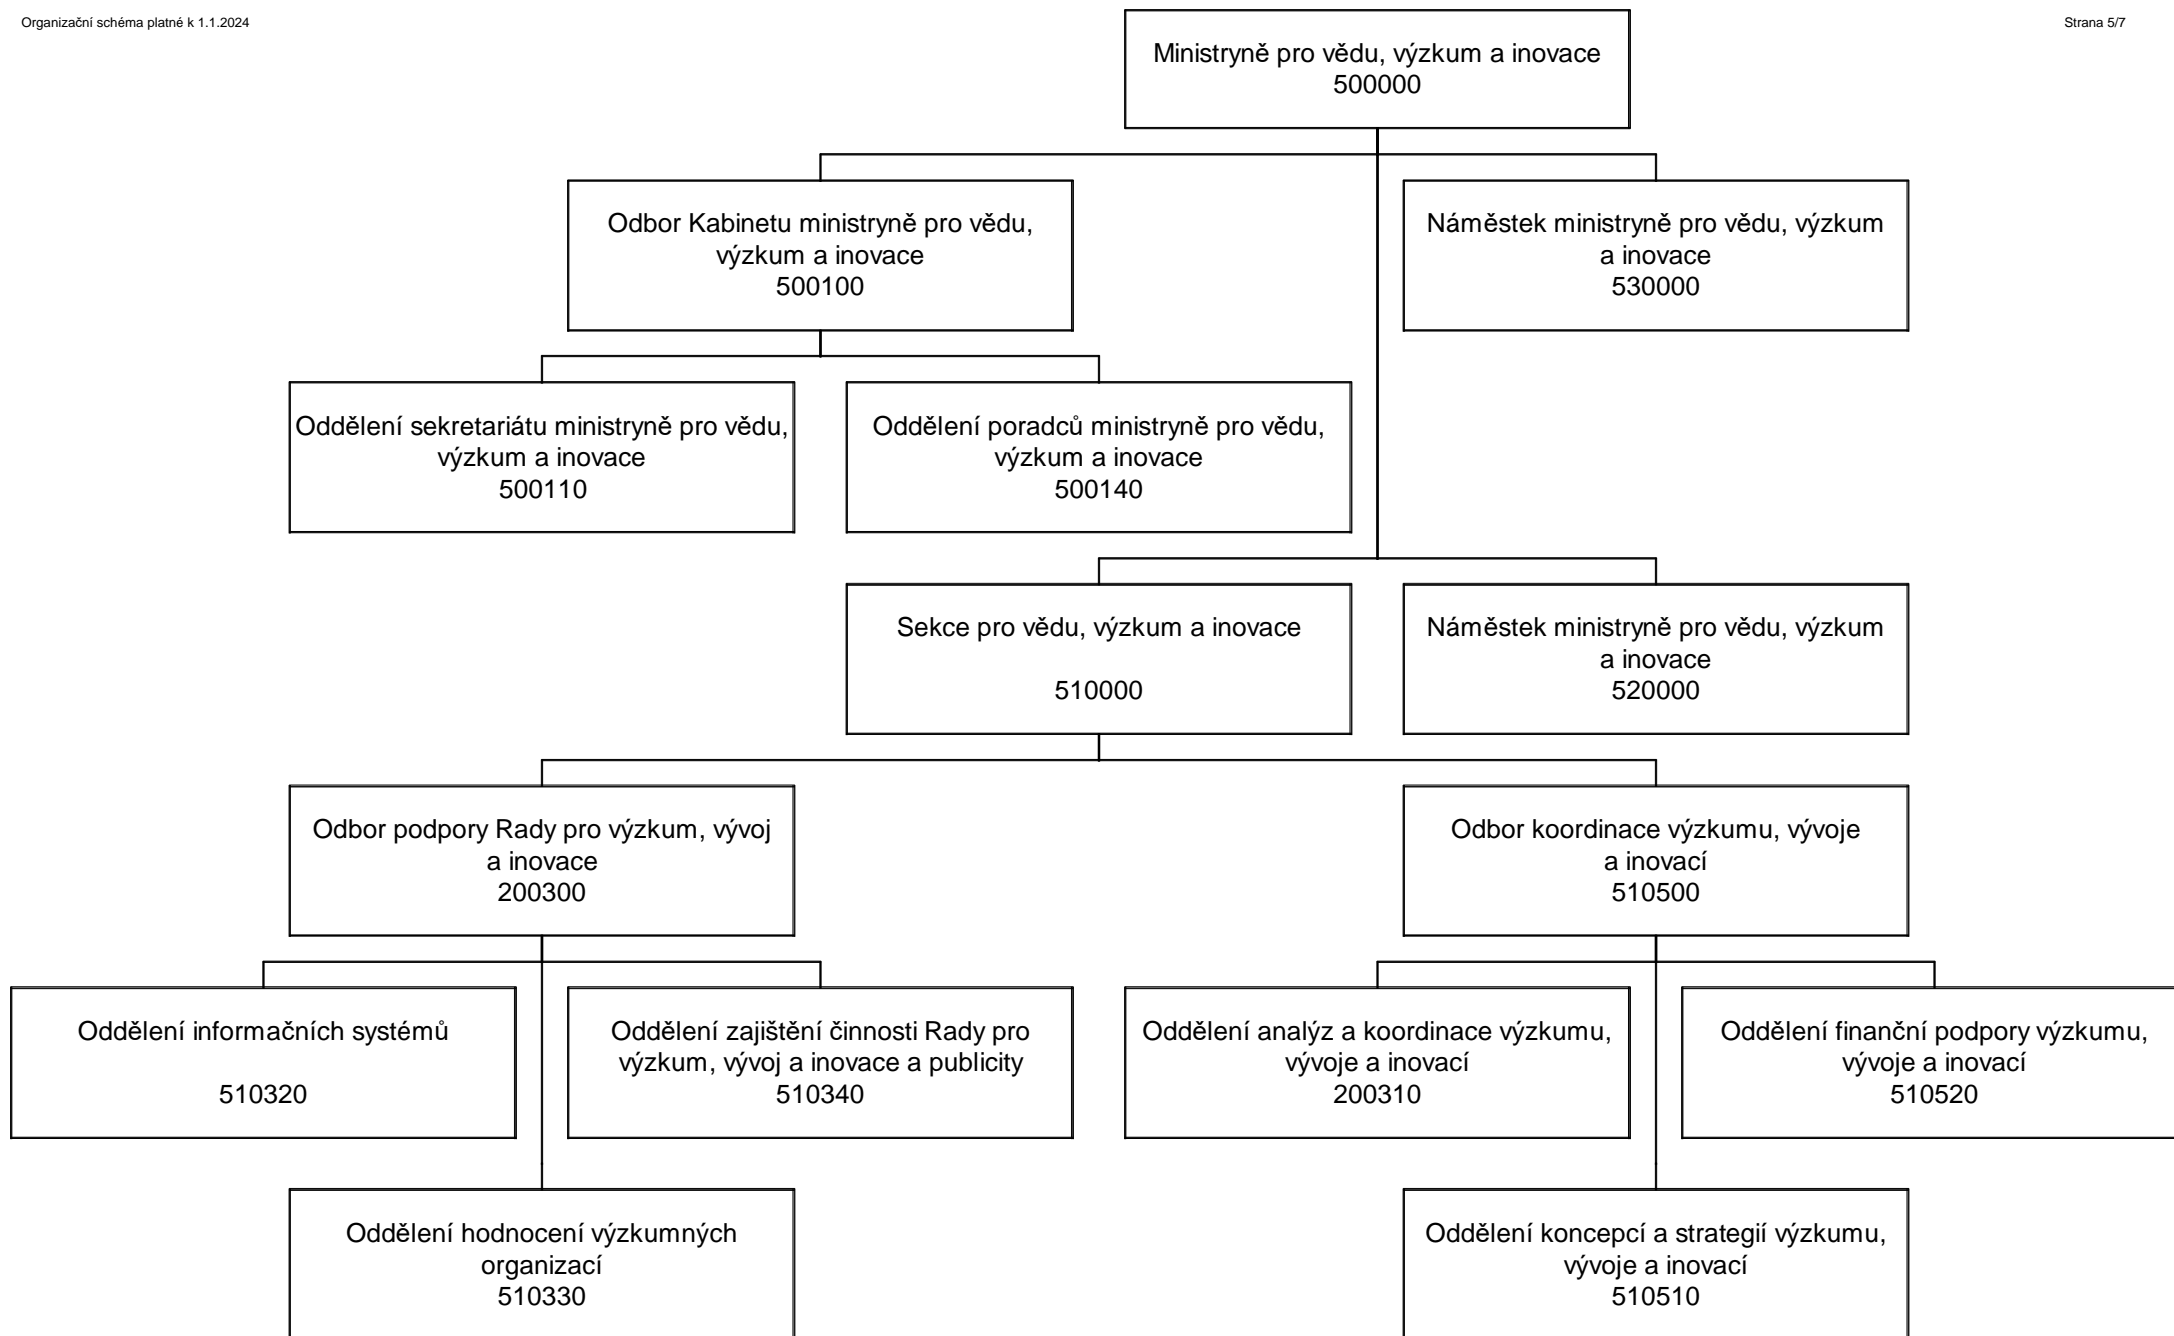 Organizační schéma platné k 1.1.2024
Strana 5/7
Ministryně pro vědu, výzkum a inovace
500000
Odbor Kabinetu ministryně pro vědu,
výzkum a inovace
500100
Náměstek ministryně pro vědu, výzkum
a inovace
530000
Oddělení sekretariátu ministryně pro vědu,
výzkum a inovace
500110
Oddělení poradců ministryně pro vědu,
výzkum a inovace
500140
Sekce pro vědu, výzkum a inovace
510000
Náměstek ministryně pro vědu, výzkum
a inovace
520000
Odbor podpory Rady pro výzkum, vývoj
a inovace
200300
Odbor koordinace výzkumu, vývoje
a inovací
510500
Oddělení informačních systémů
510320
Oddělení zajištění činnosti Rady pro
výzkum, vývoj a inovace a publicity
510340
Oddělení analýz a koordinace výzkumu,
vývoje a inovací
200310
Oddělení finanční podpory výzkumu,
vývoje a inovací
510520
Oddělení hodnocení výzkumných
organizací
510330
Oddělení koncepcí a strategií výzkumu,
vývoje a inovací
510510